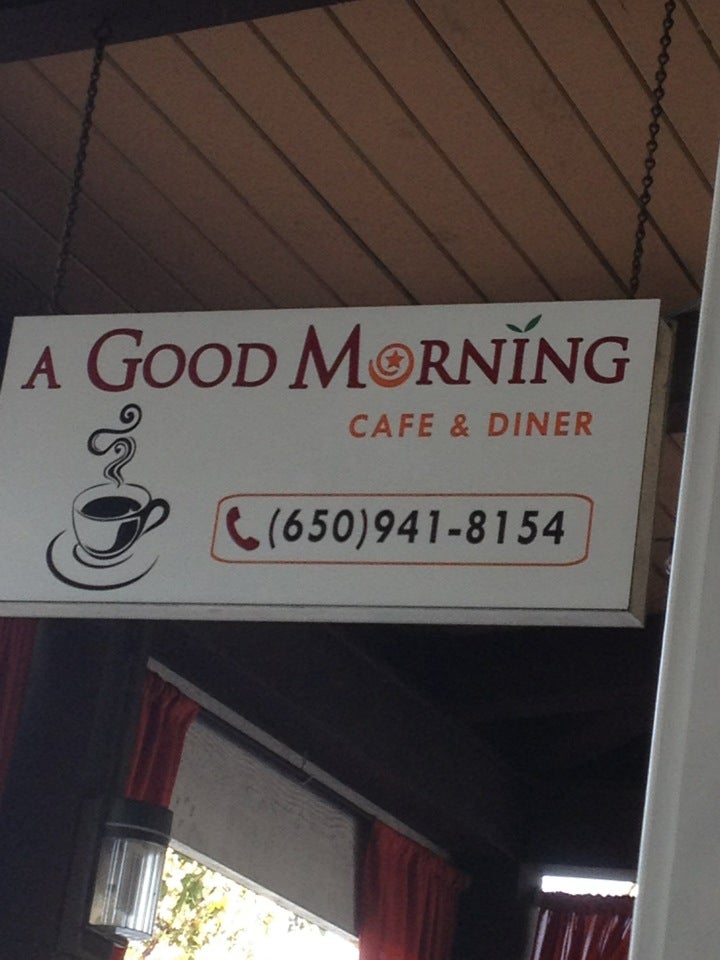 A GOOD MORNING
CAFE & DINER
(650)941-8154